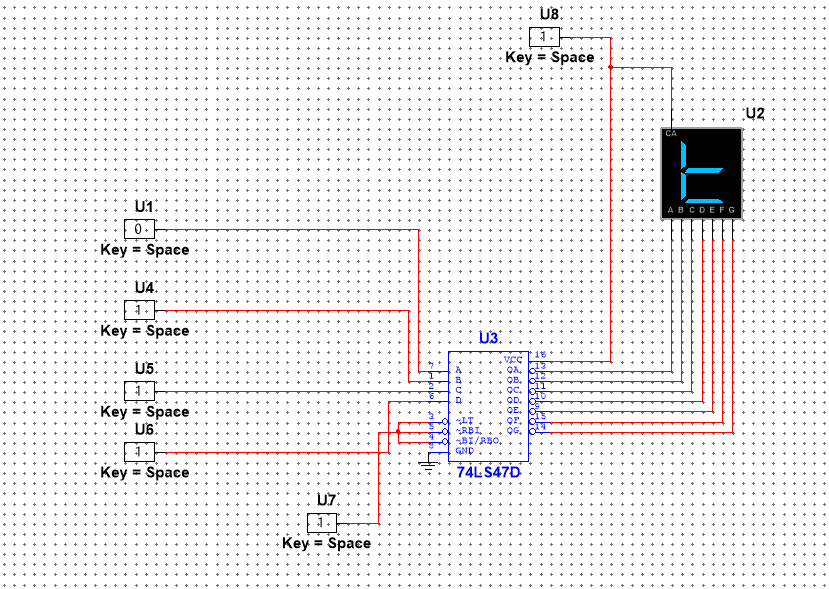 U8
1
Key = Space
U2
CA
A B C D E F G
U1
0
Key = Space
U4
1
Key = Space
U5
1
Key = Space
U6
1
Key = Space
U7
1
Key = Space
U3
VCC 16
7 A QA 13
1 B QB 12
2 C QC 11
6 D QD 10
QE 9
3 ~LT QF 15
5 ~RBI QG 14
4 ~BI/RBO
8 GND
74LS47D